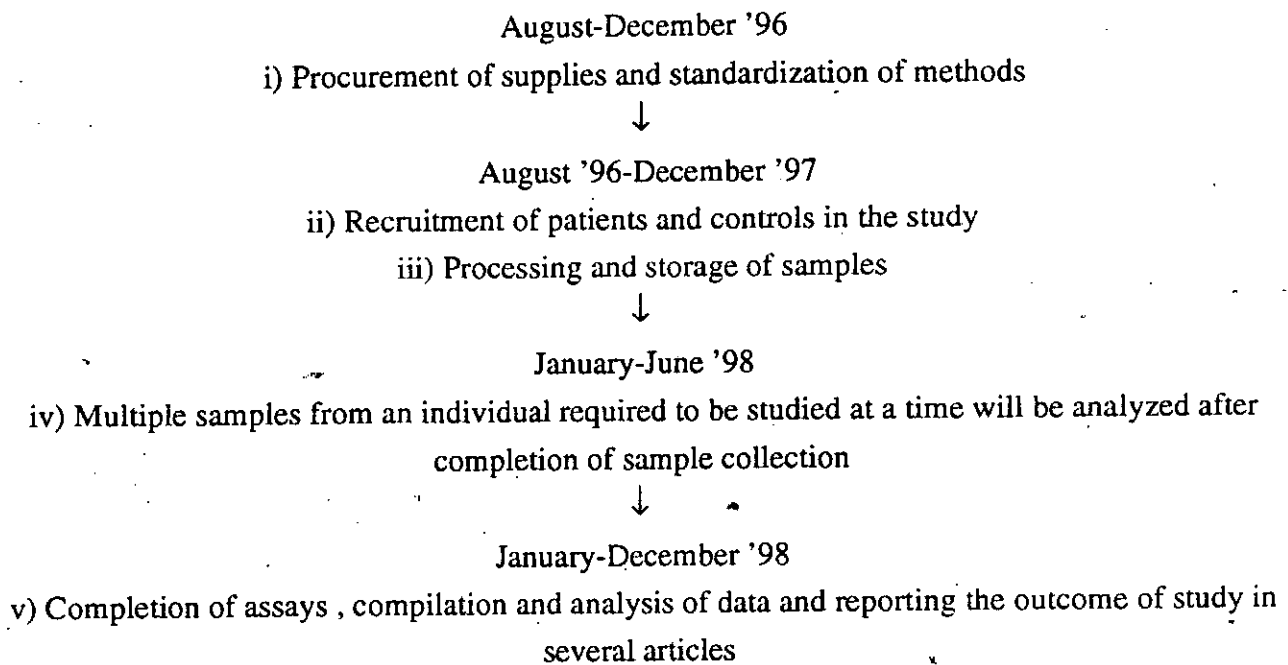 August-December '96
i) Procurement of supplies and standardization of methods
↓
August '96-December '97
ii) Recruitment of patients and controls in the study
iii) Processing and storage of samples
↓
January-June '98
iv) Multiple samples from an individual required to be studied at a time will be analyzed after
completion of sample collection
↓
January-December '98
v) Completion of assays , compilation and analysis of data and reporting the outcome of study in
several articles